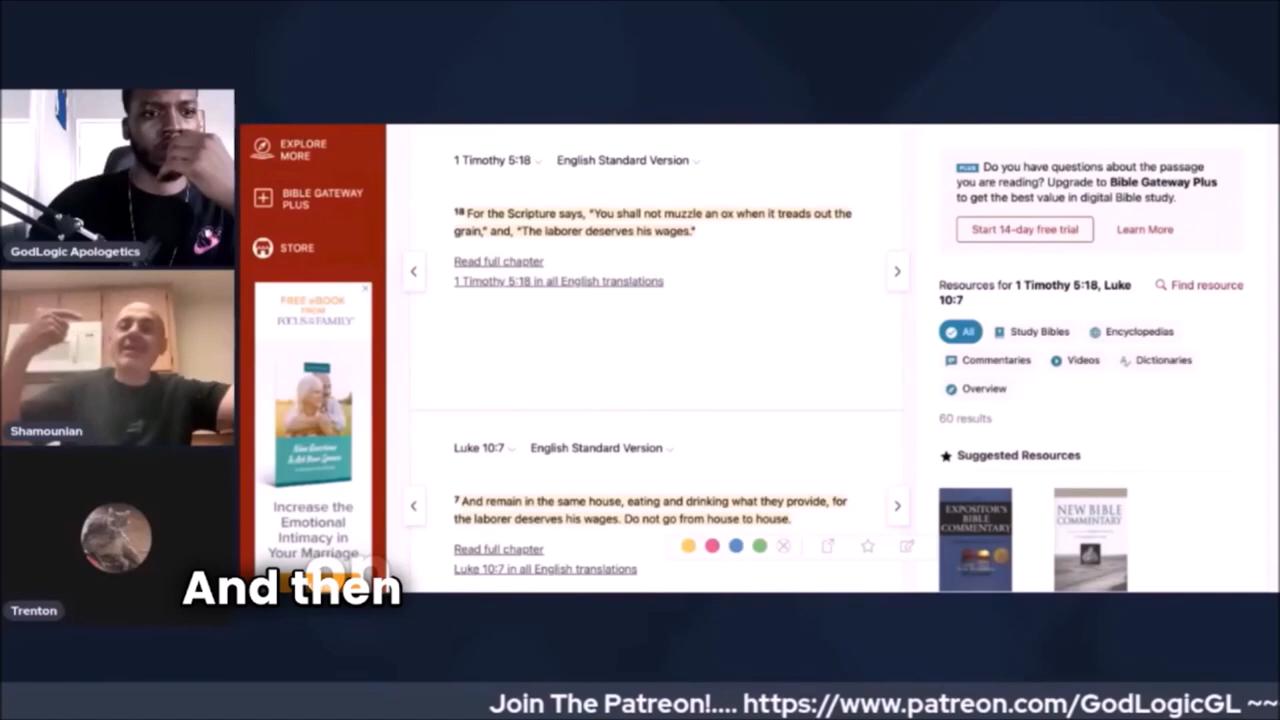 GodLogic Apologetics
Shamounian
Trenton
EXPLORE
MORE
BIBLE GATEWAY
PLUS
STORE
FREE eBOOK
FROM
FOCUS ON THE FAMILY
Increase the
Emotional
Intimacy in
Your Marriage
And then
1 Timothy 5:18
English Standard Version
18 For the Scripture says, "You shall not muzzle an ox when it treads out the
grain," and, "The laborer deserves his wages."
Read full chapter
1 Timothy 5:18 in all English translations
Luke 10:7
English Standard Version
7 And remain in the same house, eating and drinking what they provide, for
the laborer deserves his wages. Do not go from house to house.
Read full chapter
Luke 10:7 in all English translations
PLUS Do you have questions about the passage
you are reading? Upgrade to Bible Gateway Plus
to get the best value in digital Bible study.
Start 14-day free trial
Learn More
Resources for 1 Timothy 5:18, Luke
10:7
Find resource
All
Study Bibles
Encyclopedias
Commentaries
Videos
Dictionaries
Overview
60 results
Suggested Resources
EXPOSITOR'S
BIBLE
COMMENTARY
NEW BIBLE
COMMENTARY
Join The Patreon!.... https://www.patreon.com/GodLogicGL ~~